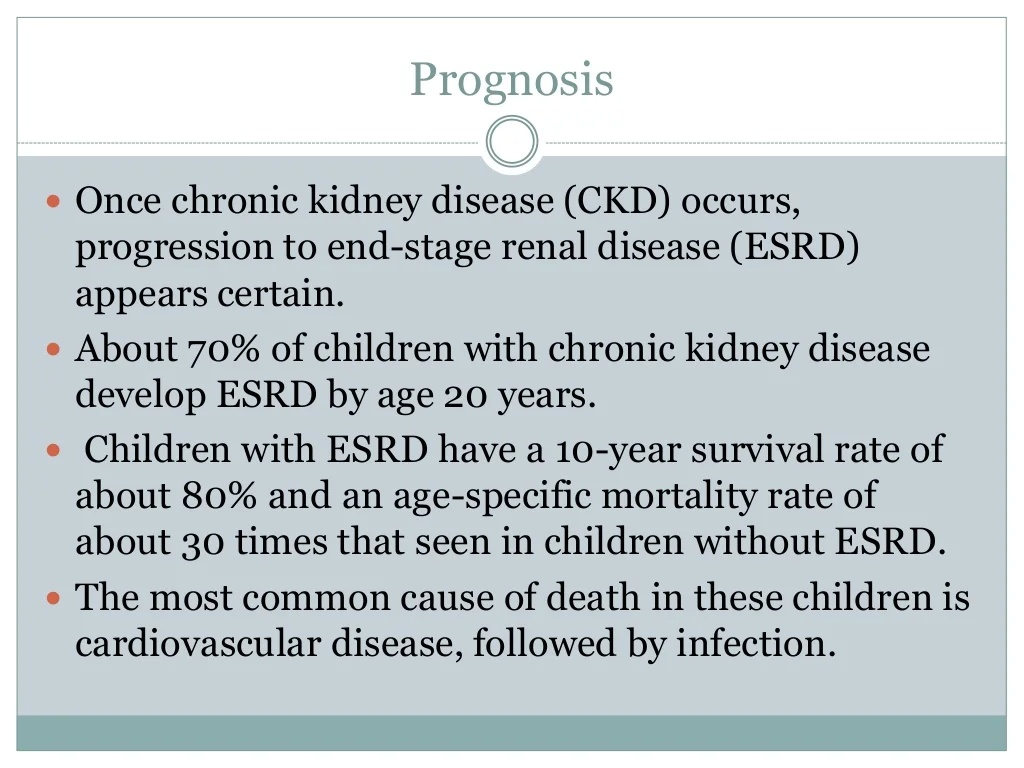 Prognosis
• Once chronic kidney disease (CKD) occurs,
progression to end-stage renal disease (ESRD)
appears certain.
• About 70% of children with chronic kidney disease
develop ESRD by age 20 years.
• Children with ESRD have a 10-year survival rate of
about 80% and an age-specific mortality rate of
about 30 times that seen in children without ESRD.
• The most common cause of death in these children is
cardiovascular disease, followed by infection.